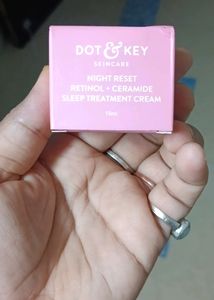 DOT & KEY
SKINCARE
NIGHT RESET
RETINOL + CERAMIDE
SLEEP TREATMENT CREAM
15ml